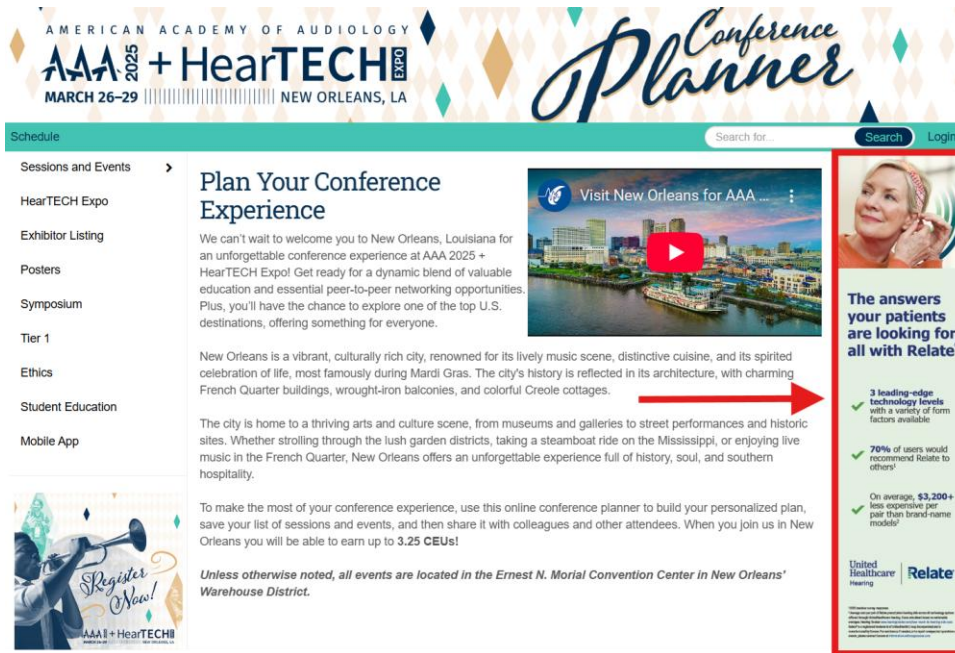 AMERICAN ACADEMY OF AUDIOLOGY
AAA 2025 + HearTECH EXPO
MARCH 26–29 NEW ORLEANS, LA
Conference
Planner
Schedule
Search for...
Search
Login
Sessions and Events
HearTECH Expo
Exhibitor Listing
Posters
Symposium
Tier 1
Ethics
Student Education
Mobile App
Register
Now!
AAA + HearTECH
Plan Your Conference
Experience
We can't wait to welcome you to New Orleans, Louisiana for
an unforgettable conference experience at AAA 2025 +
HearTECH Expo! Get ready for a dynamic blend of valuable
education and essential peer-to-peer networking opportunities.
Plus, you'll have the chance to explore one of the top U.S.
destinations, offering something for everyone.
Visit New Orleans for AAA ...
New Orleans is a vibrant, culturally rich city, renowned for its lively music scene, distinctive cuisine, and its spirited
celebration of life, most famously during Mardi Gras. The city's history is reflected in its architecture, with charming
French Quarter buildings, wrought-iron balconies, and colorful Creole cottages.
The city is home to a thriving arts and culture scene, from museums and galleries to street performances and historic
sites. Whether strolling through the lush garden districts, taking a steamboat ride on the Mississippi, or enjoying live
music in the French Quarter, New Orleans offers an unforgettable experience full of history, soul, and southern
hospitality.
To make the most of your conference experience, use this online conference planner to build your personalized plan,
save your list of sessions and events, and then share it with colleagues and other attendees. When you join us in New
Orleans you will be able to earn up to 3.25 CEUs!
Unless otherwise noted, all events are located in the Ernest N. Morial Convention Center in New Orleans'
Warehouse District.
The answers
your patients
are looking for
all with Relate
3 leading-edge
technology levels
with a variety of form
factors available
70% of users would
recommend Relate to
others¹
On average, $3,200+
less expensive per
pair than brand-name
models²
United
Healthcare
Hearing
Relate